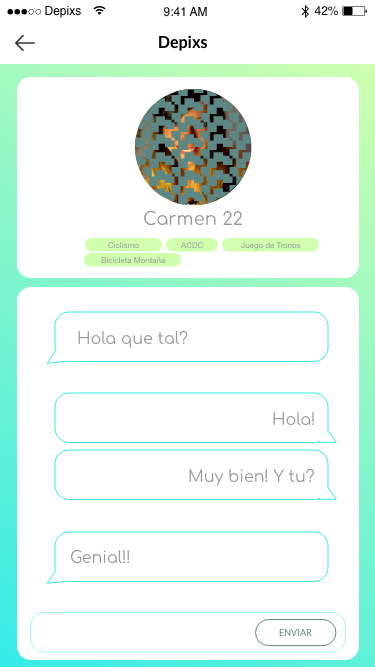 Depixs 9:41 AM 42%
Depixs
Carmen 22
Ciclismo ACDC Juego de Tronos
Bicicleta Montaña
Hola que tal?
Hola!
Muy bien! Y tu?
Genial!!
ENVIAR